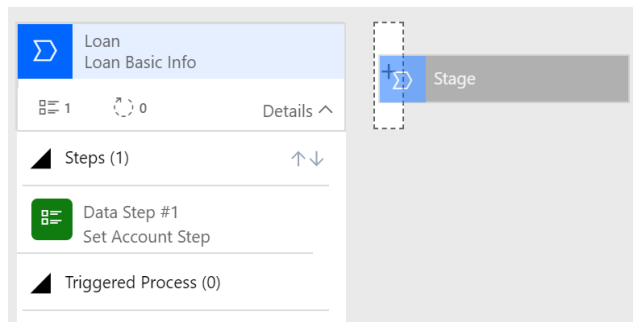 Loan
Loan Basic Info
1
0
Details
Steps (1)
Data Step #1
Set Account Step
Triggered Process (0)
Stage